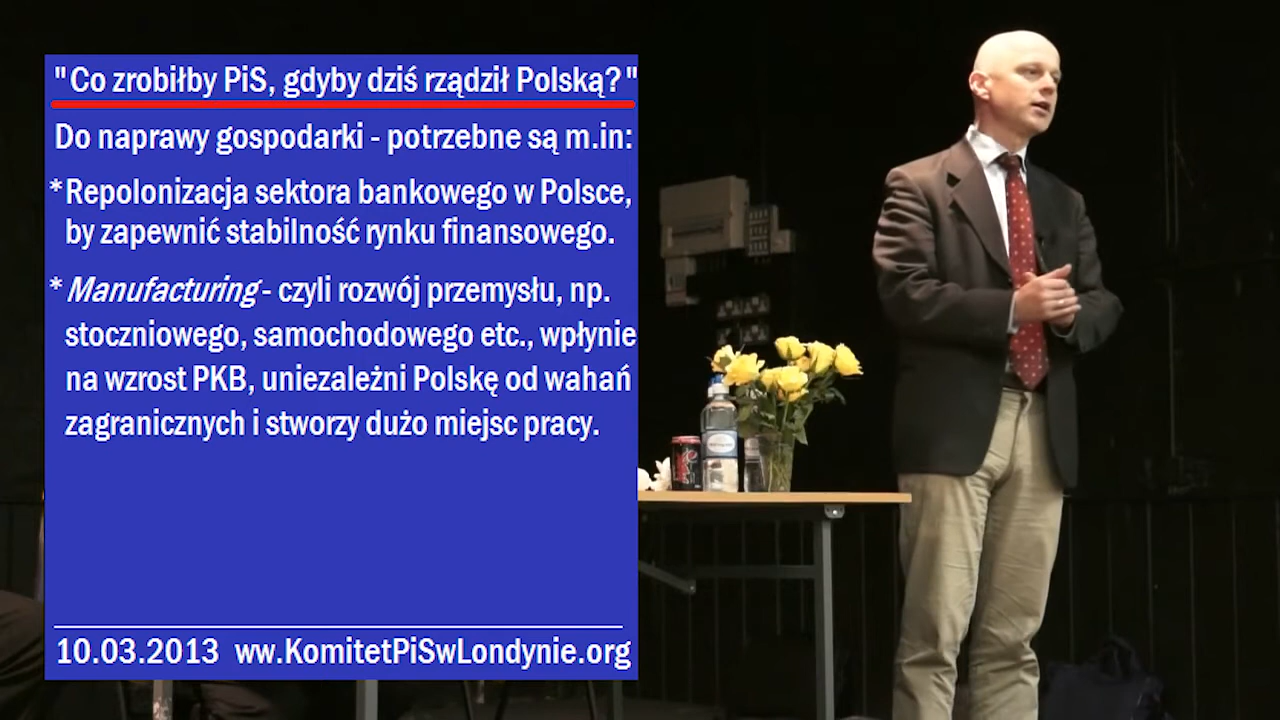 "Co zrobiłby PiS, gdyby dziś rządził Polską?"
Do naprawy gospodarki - potrzebne są m.in:
*Repolonizacja sektora bankowego w Polsce,
by zapewnić stabilność rynku finansowego.
*Manufacturing - czyli rozwój przemysłu, np.
stoczniowego, samochodowego etc., wpłynie
na wzrost PKB, uniezależni Polskę od wahań
zagranicznych i stworzy dużo miejsc pracy.
10.03.2013 ww.KomitetPiSwLondynie.org